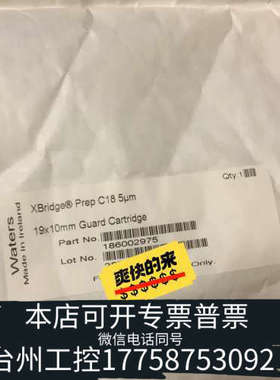 Waters
Made in Ireland
XBridge® Prep C18 5µm
Qty 1
19x10mm Guard Cartridge
Part No.
186002975
Lot No.
爽快的来
Only.
本店可开专票普票
微信电话同号
台州工控17758753092